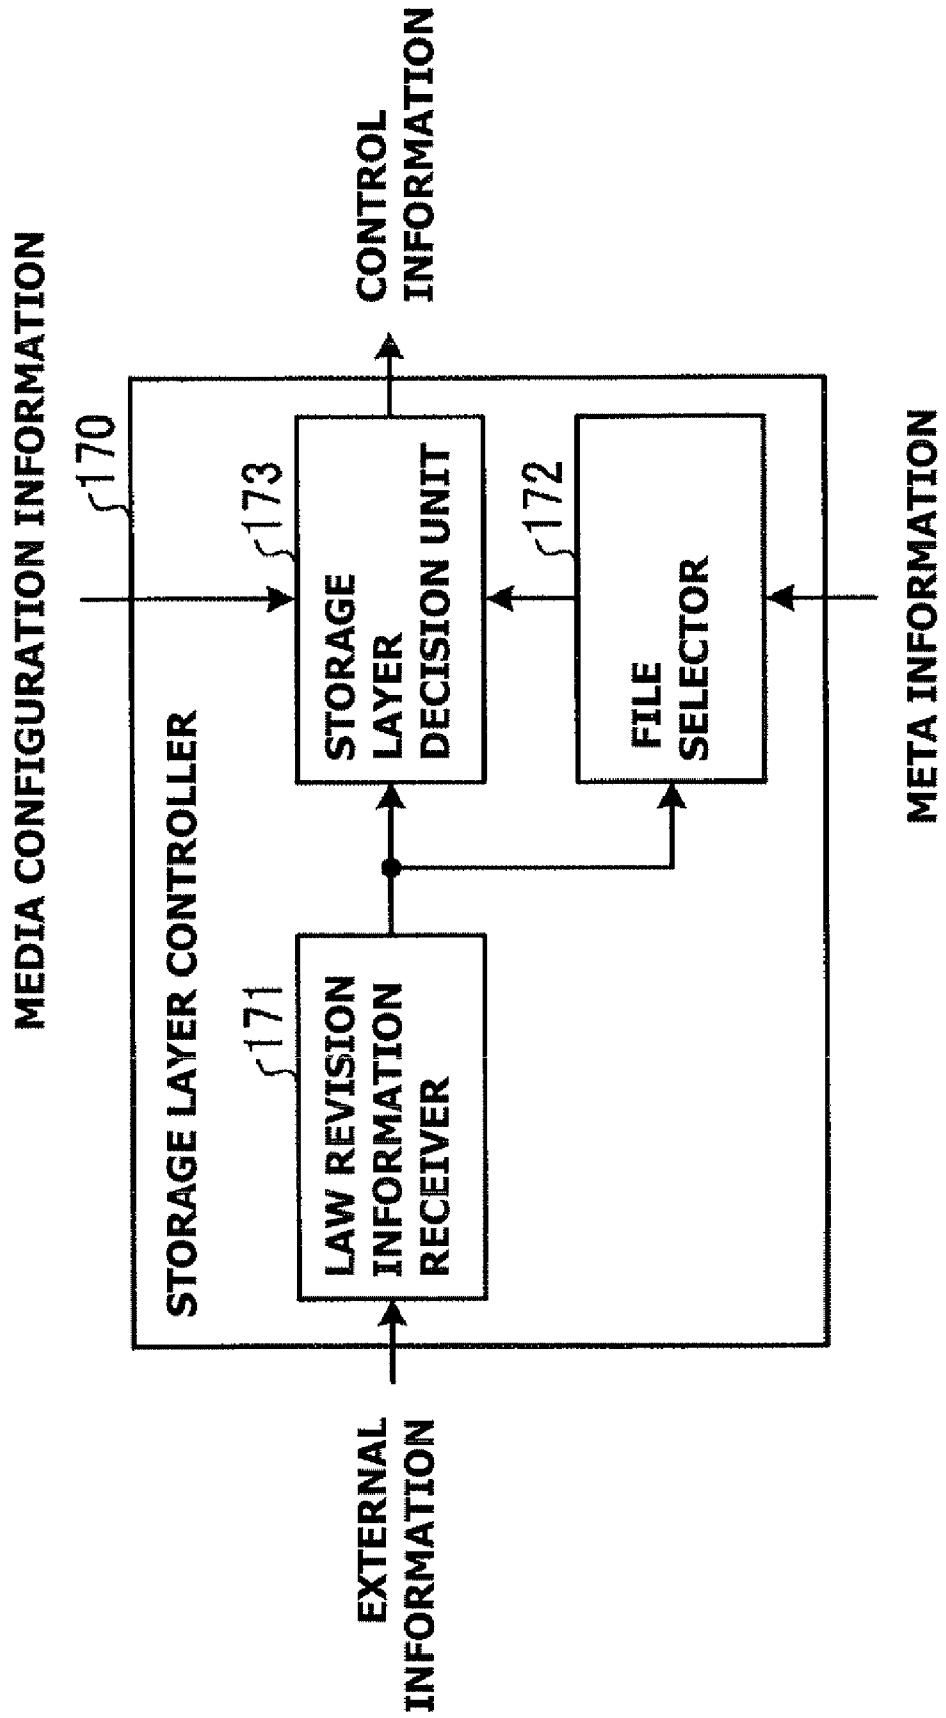 MEDIA CONFIGURATION INFORMATION
170
STORAGE LAYER CONTROLLER
171
LAW REVISION
INFORMATION
RECEIVER
173
STORAGE
LAYER
DECISION UNIT
172
FILE
SELECTOR
EXTERNAL
INFORMATION
CONTROL
INFORMATION
META INFORMATION